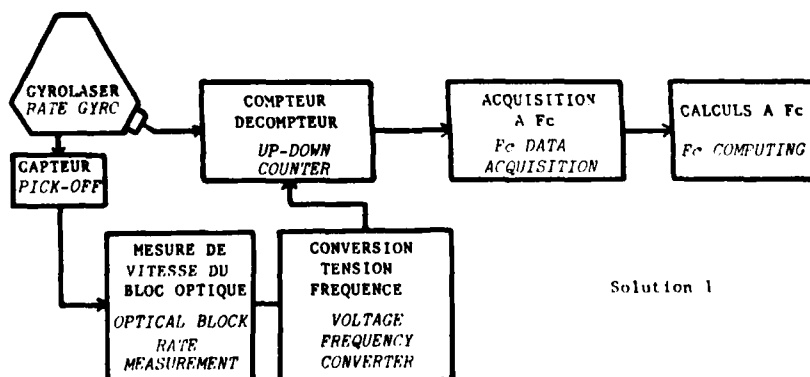 GYROLASER
RATE GYRC
CAPTEUR
PICK-OFF
COMPTEUR
DECOMPTEUR
UP-DOWN
COUNTER
ACQUISITION
A Fc
Fc DATA
ACQUISITION
CALCULS A Fc
Fc COMPUTING
MESURE DE
VITESSE DU
BLOC OPTIQUE
OPTICAL BLOCK
RATE
MEASUREMENT
CONVERSION
TENSION
FREQUENCE
VOLTAGE
FREQUENCY
CONVERTER
Solution 1